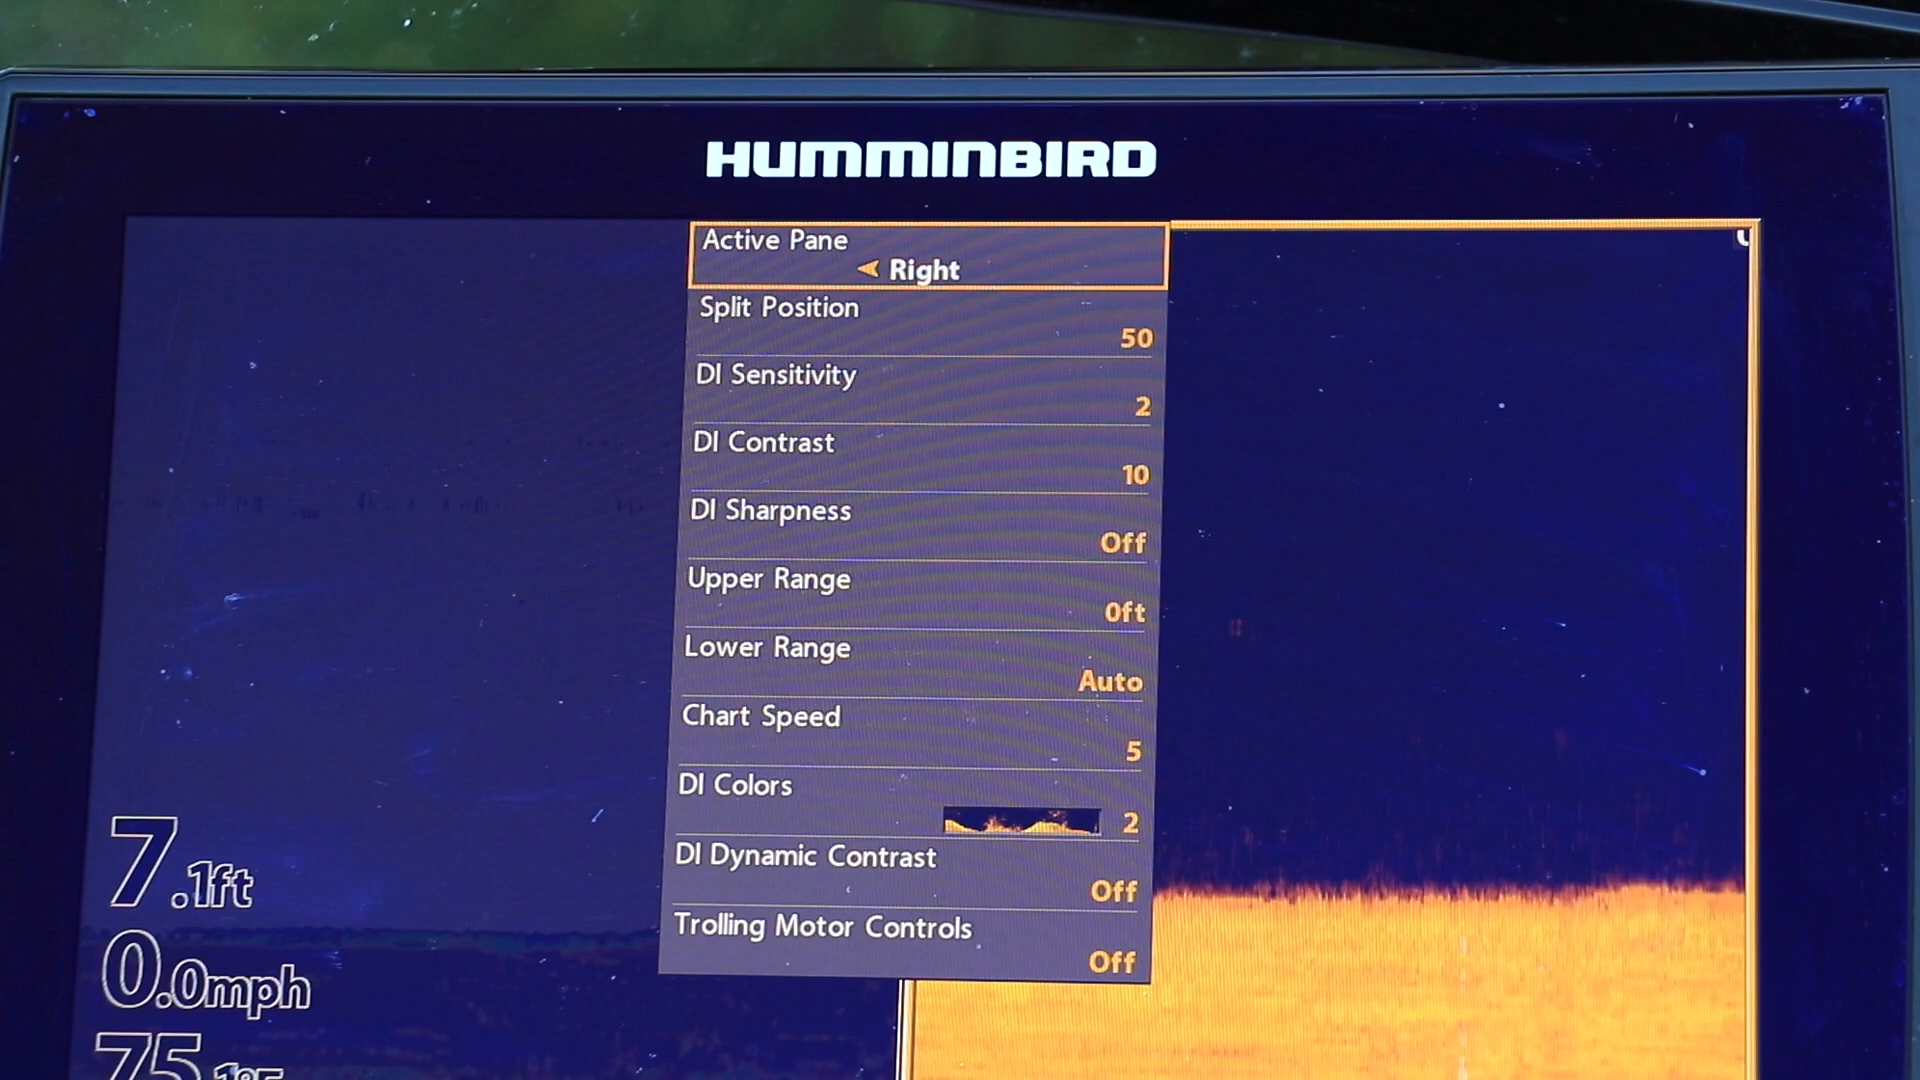 HUMMINBIRD
Active Pane
Right
Split Position
50
DI Sensitivity
2
DI Contrast
10
DI Sharpness
Off
Upper Range
0ft
Lower Range
Auto
Chart Speed
5
DI Colors
2
DI Dynamic Contrast
Off
Trolling Motor Controls
Off
7.1ft
0.0mph
75.1°F